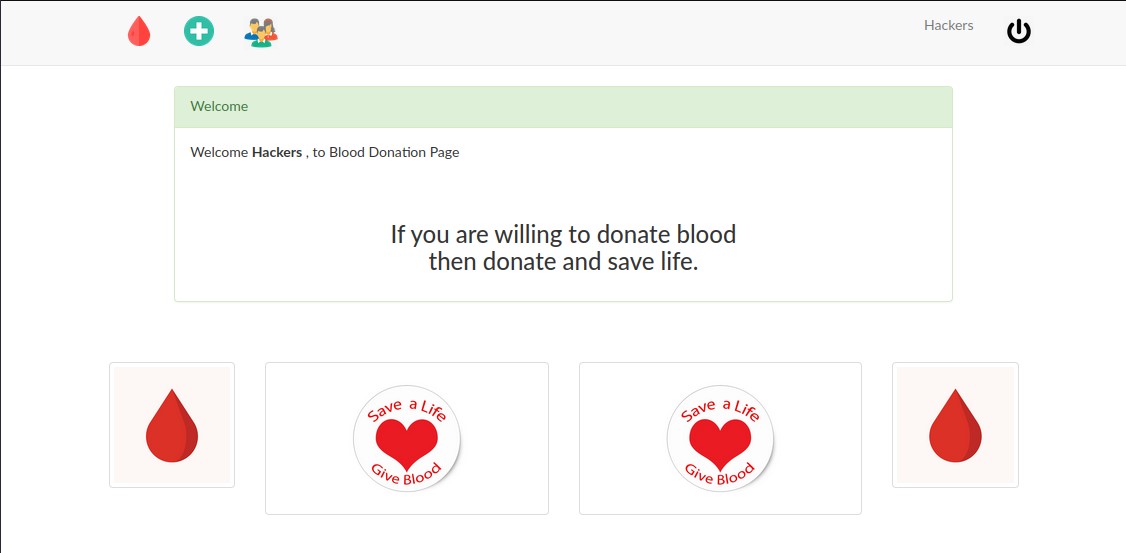 Hackers
Welcome
Welcome Hackers , to Blood Donation Page
If you are willing to donate blood
then donate and save life.
Save a Life
Give Blood
Save a Life
Give Blood